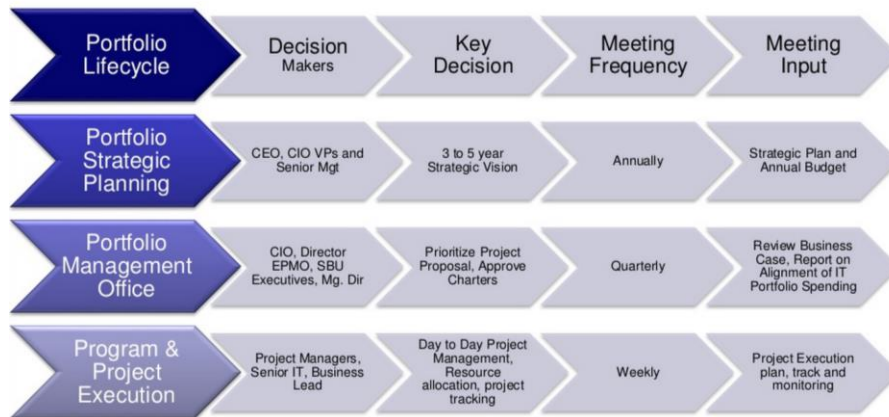 Portfolio
Lifecycle
Decision
Makers
Key
Decision
Meeting
Frequency
Meeting
Input
Portfolio
Strategic
Planning
CEO, CIO VPs and
Senior Mgt
3 to 5 year
Strategic Vision
Annually
Strategic Plan and
Annual Budget
Portfolio
Management
Office
CIO, Director
EPMO, SBU
Executives, Mg. Dir
Prioritize Project
Proposal, Approve
Charters
Quarterly
Review Business
Case, Report on
Alignment of IT
Portfolio Spending
Program &
Project
Execution
Project Managers,
Senior IT, Business
Lead
Day to Day Project
Management,
Resource
allocation, project
tracking
Weekly
Project Execution
plan, track and
monitoring